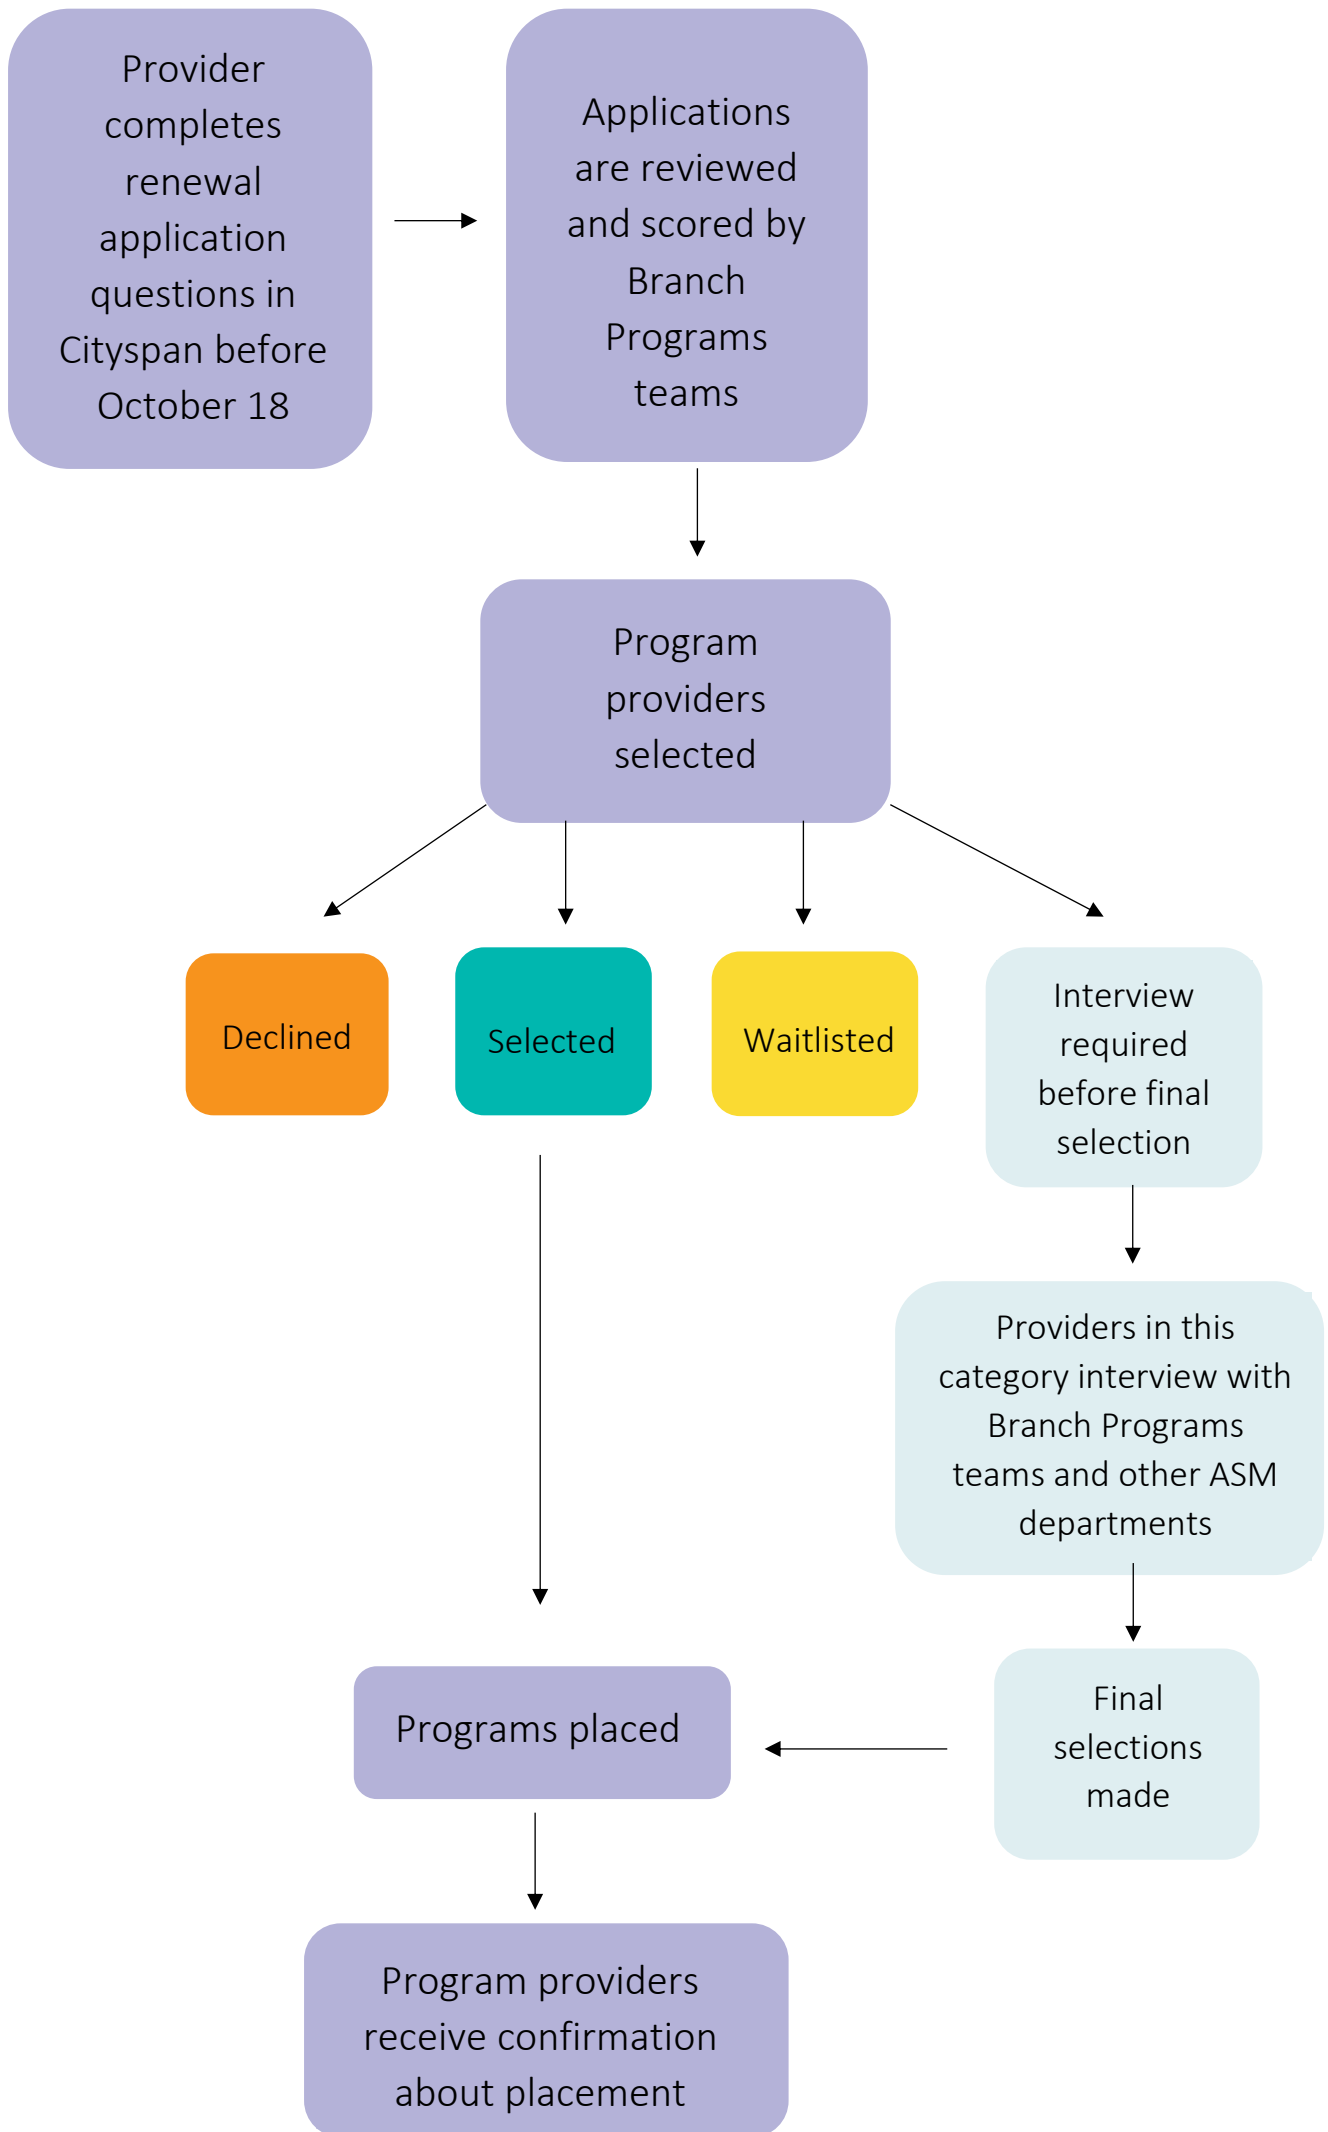 Provider
completes
renewal
application
questions in
Cityspan before
October 18
Applications
are reviewed
and scored by
Branch
Programs
teams
Program
providers
selected
Declined
Selected
Waitlisted
Interview
required
before final
selection
Providers in this
category interview with
Branch Programs
teams and other ASM
departments
Final
selections
made
Programs placed
Program providers
receive confirmation
about placement